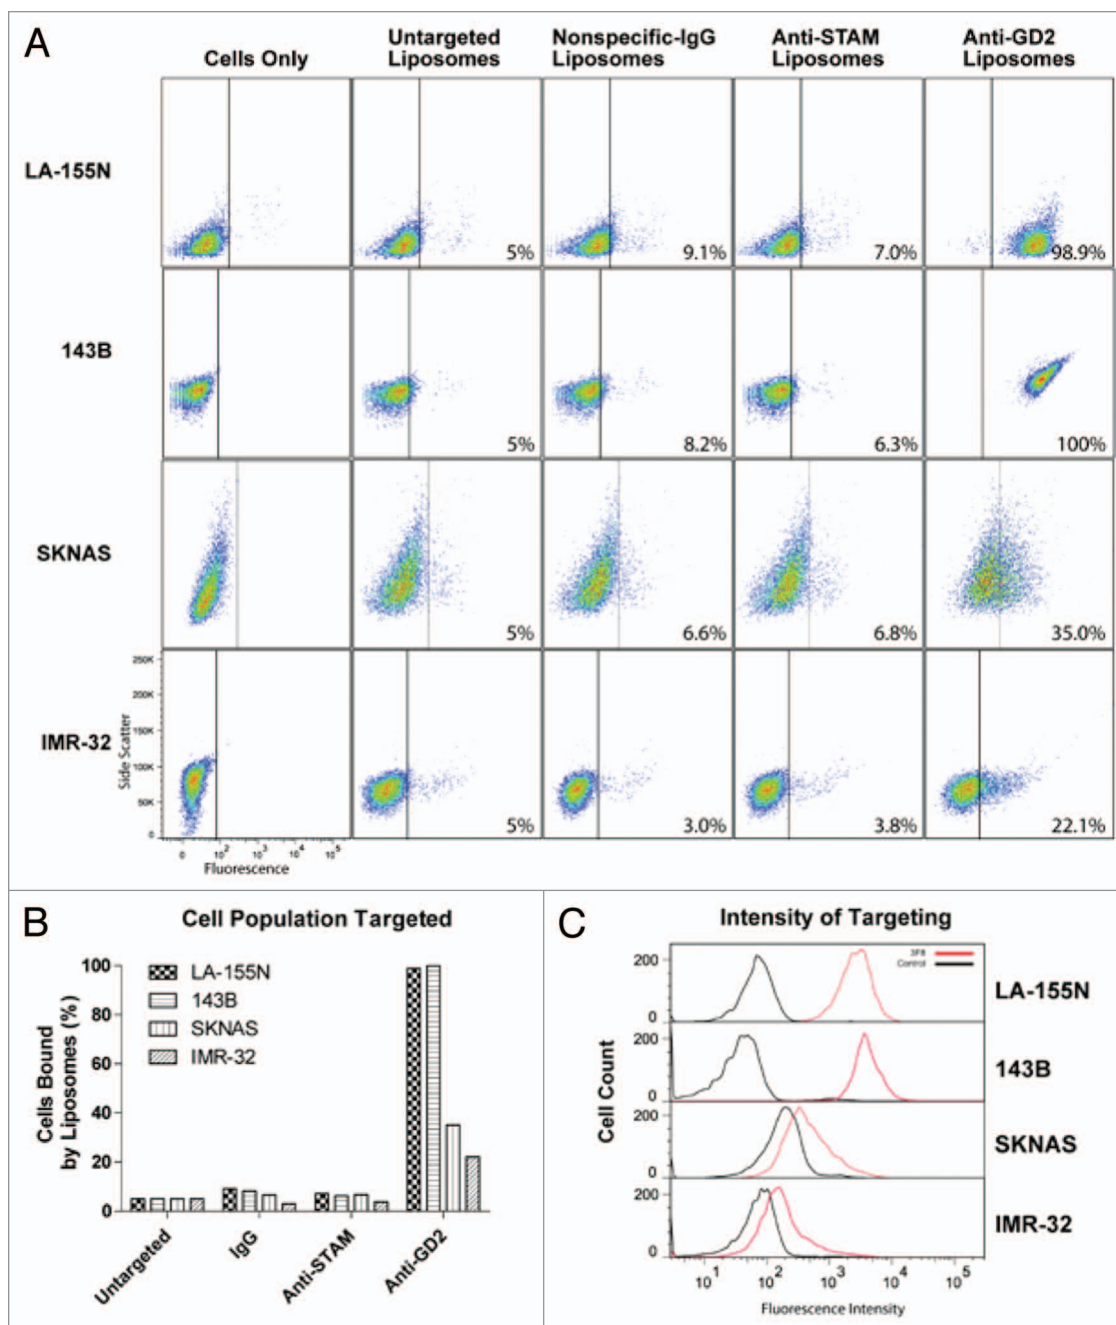 A
Cells Only
Untargeted
Liposomes
Nonspecific-IgG
Liposomes
Anti-STAM
Liposomes
Anti-GD2
Liposomes
LA-155N
5%
9.1%
7.0%
98.9%
143B
5%
8.2%
6.3%
100%
SKNAS
5%
6.6%
6.8%
35.0%
IMR-32
Side Scatter
250K
200K
150K
100K
50K
0
0 10² 10³ 10⁴ 10⁵
Fluorescence
5%
3.0%
3.8%
22.1%
B
Cell Population Targeted
Cells Bound
by Liposomes (%)
100
80
60
40
20
0
LA-155N
143B
SKNAS
IMR-32
Untargeted
IgG
Anti-STAM
Anti-GD2
C
Intensity of Targeting
3F8
Control
Cell Count
200
0
LA-155N
200
0
143B
200
0
SKNAS
200
0
IMR-32
10¹ 10² 10³ 10⁴ 10⁵
Fluorescence Intensity